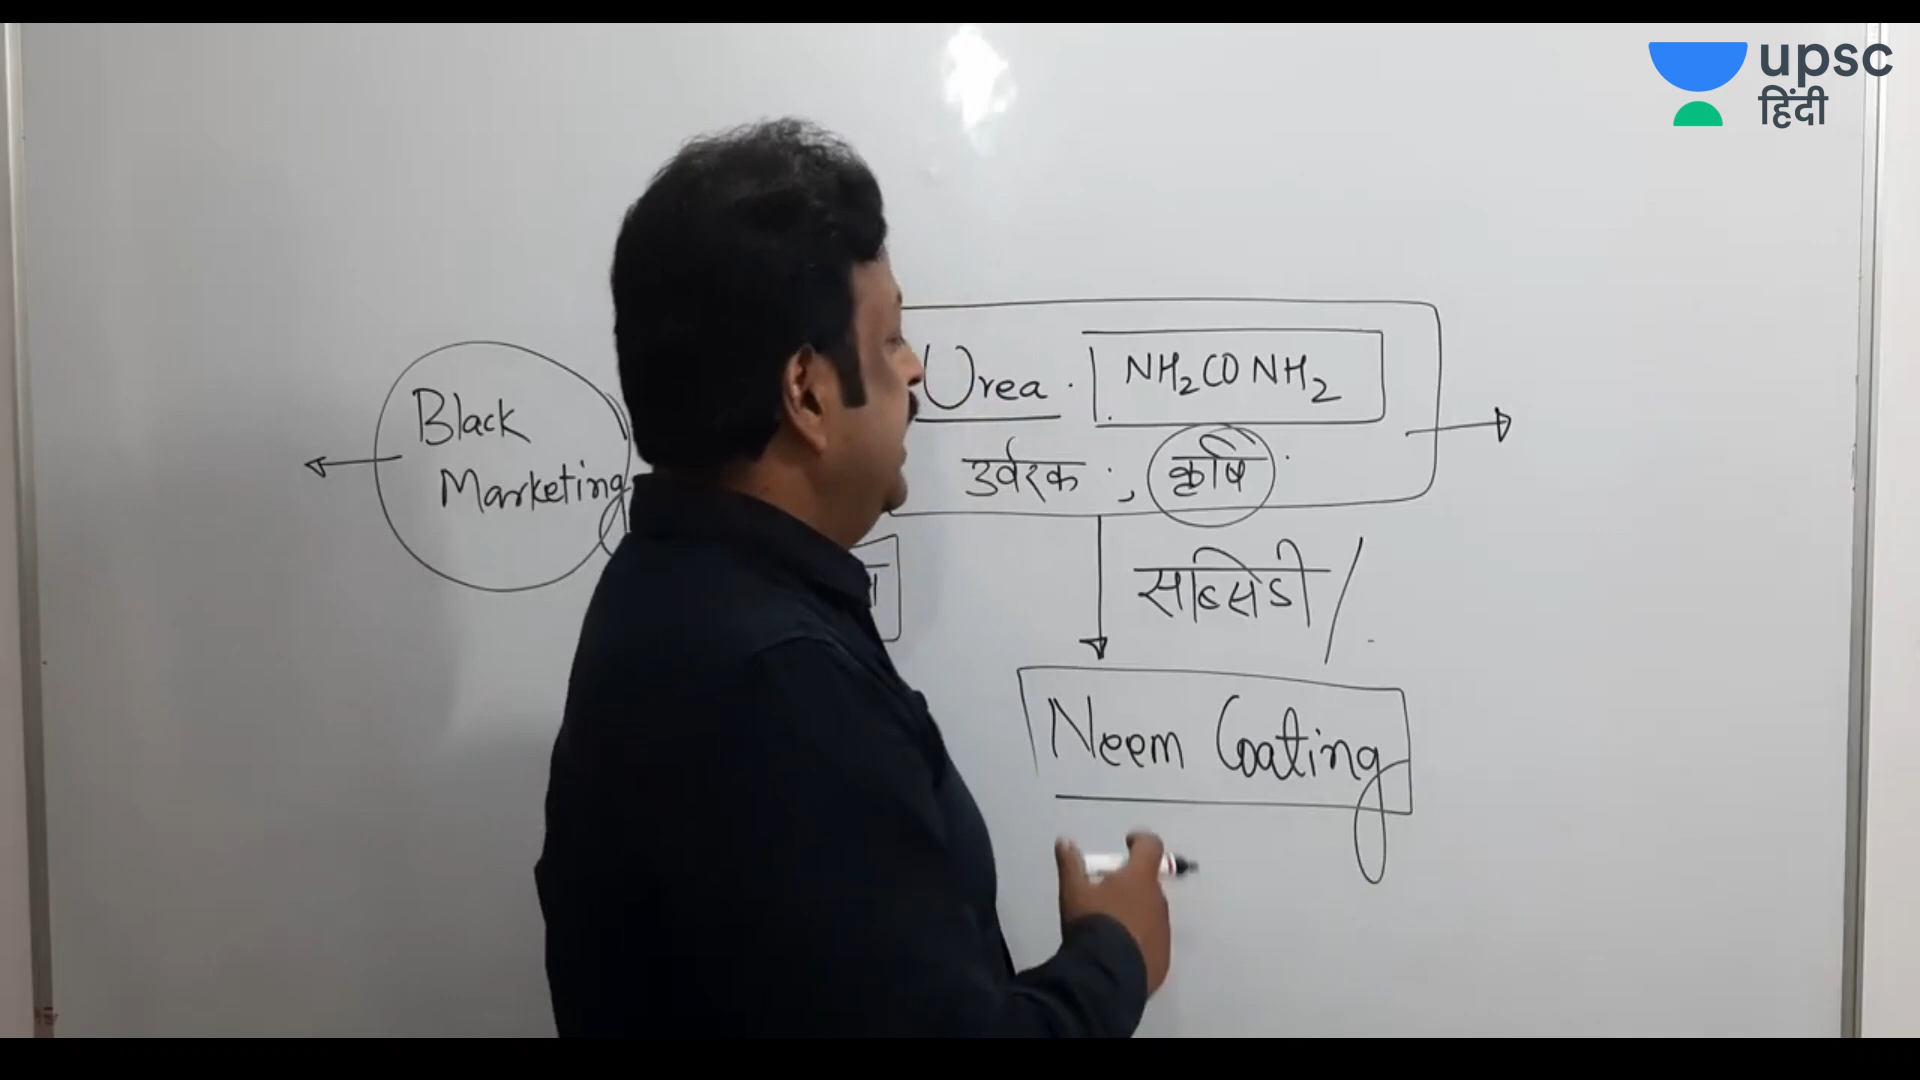 upsc
हिंदी
Black
Marketing
Urea. NH₂CONH₂
उर्वरक, कृषि
सब्सिडी /
Neem Coating